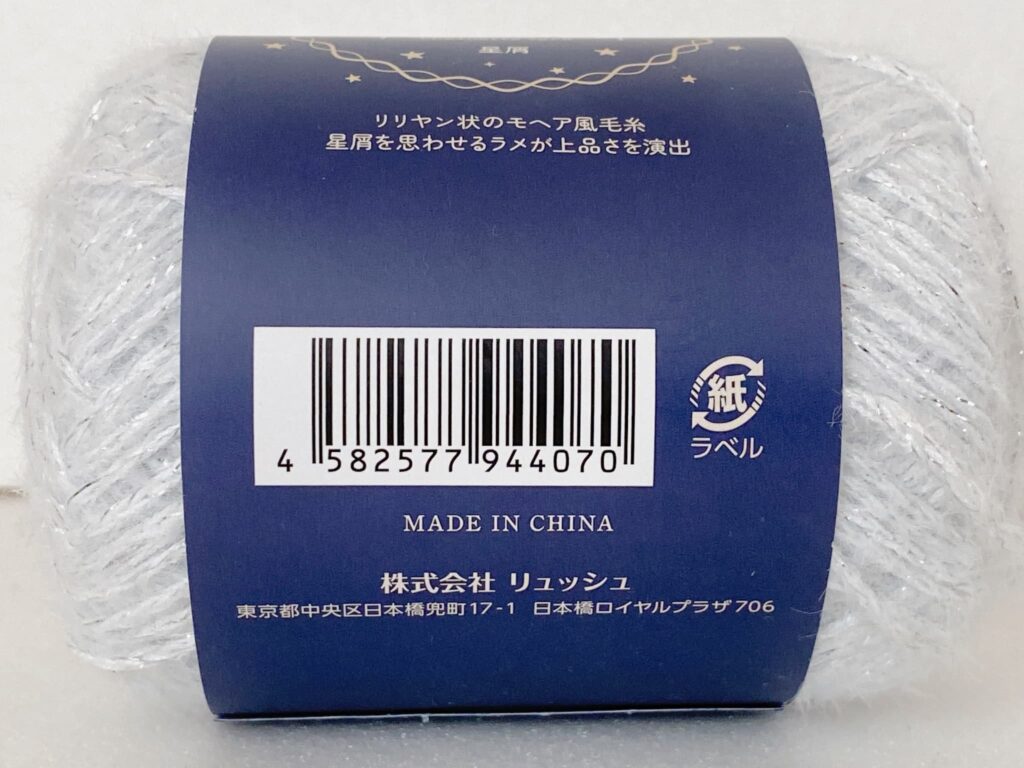 星屑
リリヤン状のモヘア風毛糸
星屑を思わせるラメが上品さを演出
4 582577 944070
紙
ラベル
MADE IN CHINA
株式会社 リュッシュ
東京都中央区日本橋兜町17-1 日本橋ロイヤルプラザ706